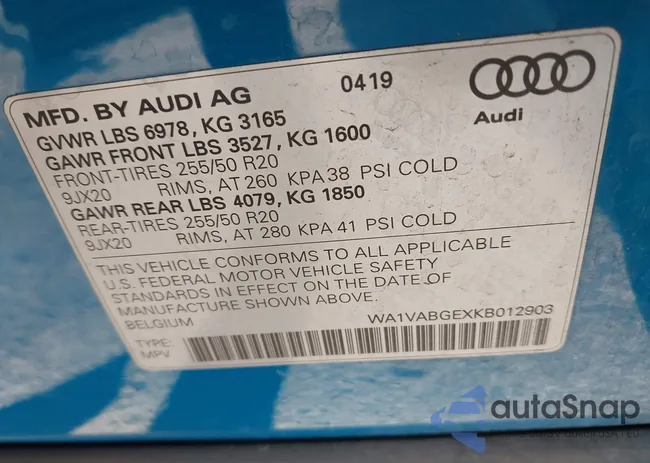 MFD. BY AUDI AG 0419
Audi
GVWR LBS 6978, KG 3165
GAWR FRONT LBS 3527, KG 1600
FRONT-TIRES 255/50 R20
9JX20 RIMS, AT 260 KPA 38 PSI COLD
GAWR REAR LBS 4079, KG 1850
REAR-TIRES 255/50 R20
9JX20 RIMS, AT 280 KPA 41 PSI COLD
THIS VEHICLE CONFORMS TO ALL APPLICABLE
U.S. FEDERAL MOTOR VEHICLE SAFETY
STANDARDS IN EFFECT ON THE DATE OF
MANUFACTURE SHOWN ABOVE.
BELGIUM WA1VABGEXKB012903
TYPE:
MPV
autaSnap